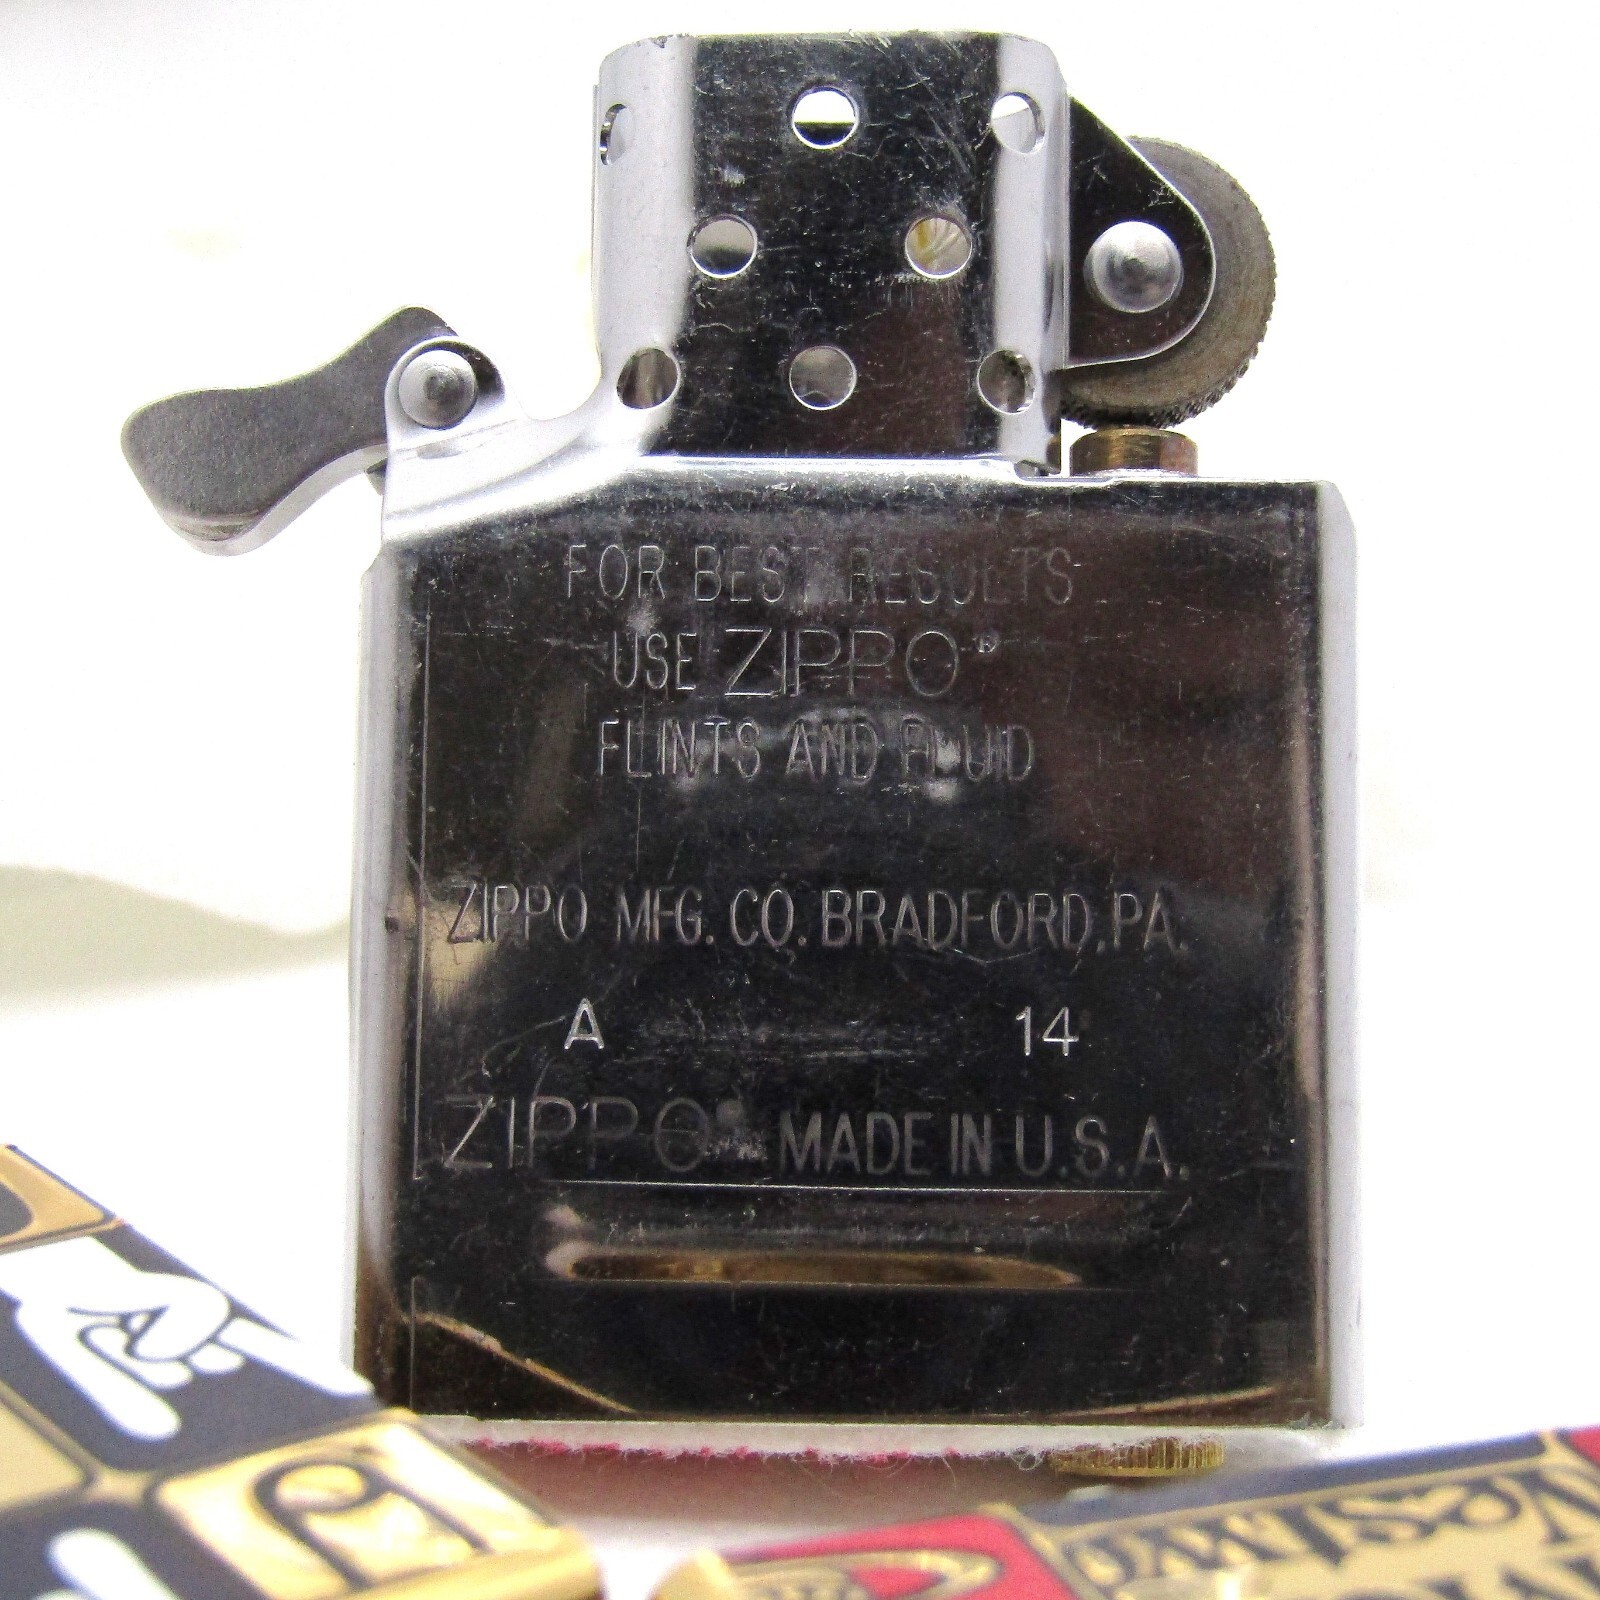 FOR BEST RESULTS
USE ZIPPO®
FLINTS AND FLUID
ZIPPO MFG. CO. BRADFORD, PA.
A 14
ZIPPO® MADE IN U.S.A.